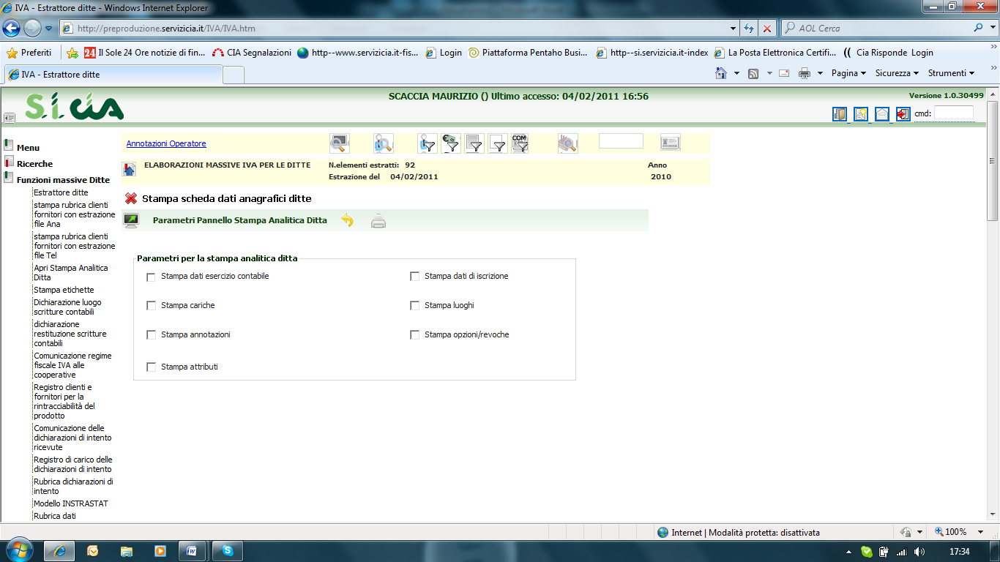 IVA - Estrattore ditte - Windows Internet Explorer
http://preproduzione.servizicia.it/IVA/IVA.htm
AOL Cerca
Preferiti
24 Il Sole 24 Ore notizie di fin...
CIA Segnalazioni
http--www.servizicia.it-fis...
Login
Piattaforma Pentaho Busi...
http--si.servizicia.it-index
La Posta Elettronica Certifi...
Cia Risponde Login
IVA - Estrattore ditte
Pagina
Sicurezza
Strumenti
S.i. CIA
SCACCIA MAURIZIO () Ultimo accesso: 04/02/2011 16:56
Versione 1.0.30499
cmd:
Menu
Ricerche
Funzioni massive Ditte
Estrattore ditte
stampa rubrica clienti
fornitori con estrazione
file Ana
stampa rubrica clienti
fornitori con estrazione
file Tel
Apri Stampa Analitica
Ditta
Stampa etichette
Dichiarazione luogo
scritture contabili
dichiarazione
restituzione scritture
contabili
Comunicazione regime
fiscale IVA alle
cooperative
Registro clienti e
fornitori per la
rintracciabilità del
prodotto
Comunicazione delle
dichiarazioni di intento
ricevute
Registro di carico delle
dichiarazioni di intento
Rubrica dichiarazioni di
intento
Modello INSTRASTAT
Rubrica dati
Annotazioni Operatore
COM
ELABORAZIONI MASSIVE IVA PER LE DITTE
N.elementi estratti: 92
Anno
Estrazione del 04/02/2011
2010
Stampa scheda dati anagrafici ditte
Parametri Pannello Stampa Analitica Ditta
Parametri per la stampa analitica ditta
Stampa dati esercizio contabile
Stampa dati di iscrizione
Stampa cariche
Stampa luoghi
Stampa annotazioni
Stampa opzioni/revoche
Stampa attributi
Internet | Modalità protetta: disattivata
100%
17:34